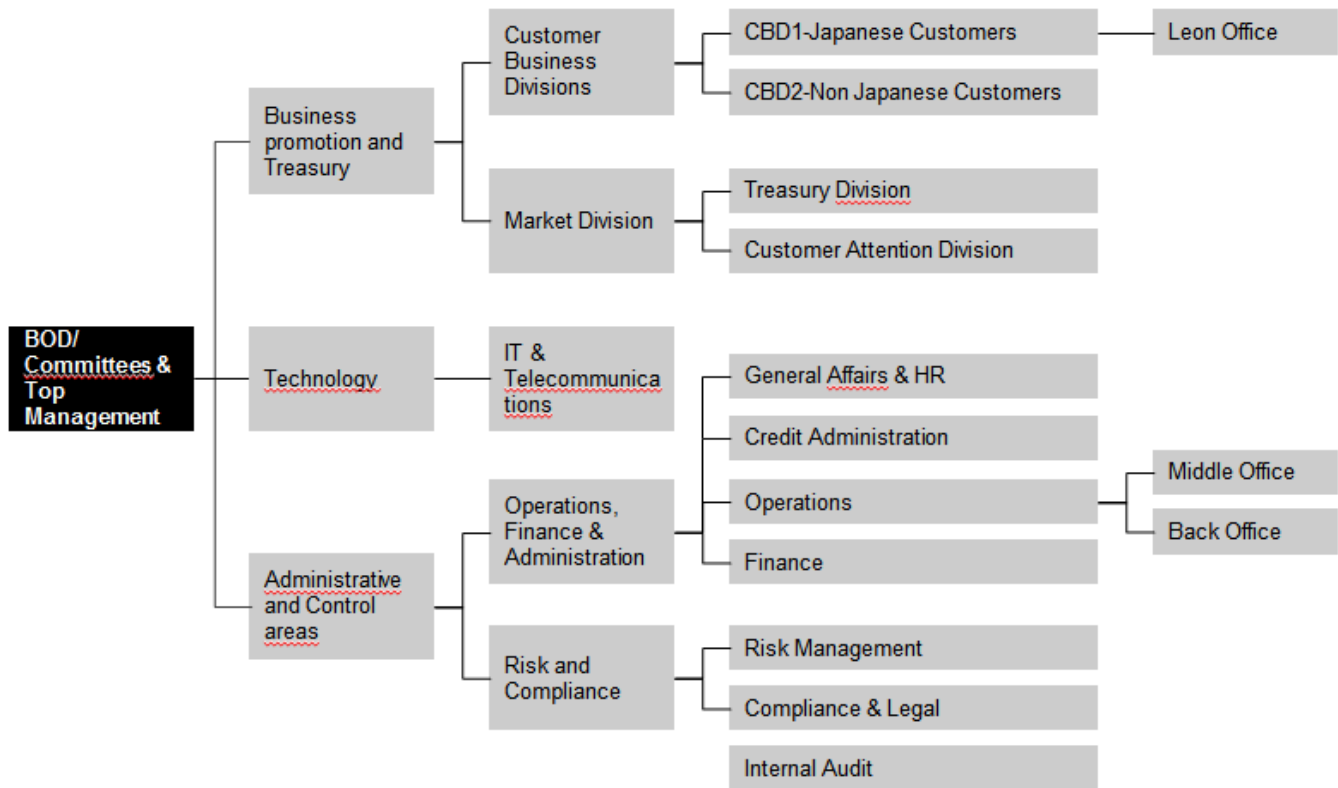 BOD/
Committees &
Top
Management
Business
promotion and
Treasury
Customer
Business
Divisions
CBD1-Japanese Customers
Leon Office
CBD2-Non Japanese Customers
Market Division
Treasury Division
Customer Attention Division
Technology
IT &
Telecommunica
tions
Administrative
and Control
areas
Operations,
Finance &
Administration
General Affairs & HR
Credit Administration
Operations
Middle Office
Back Office
Finance
Risk and
Compliance
Risk Management
Compliance & Legal
Internal Audit